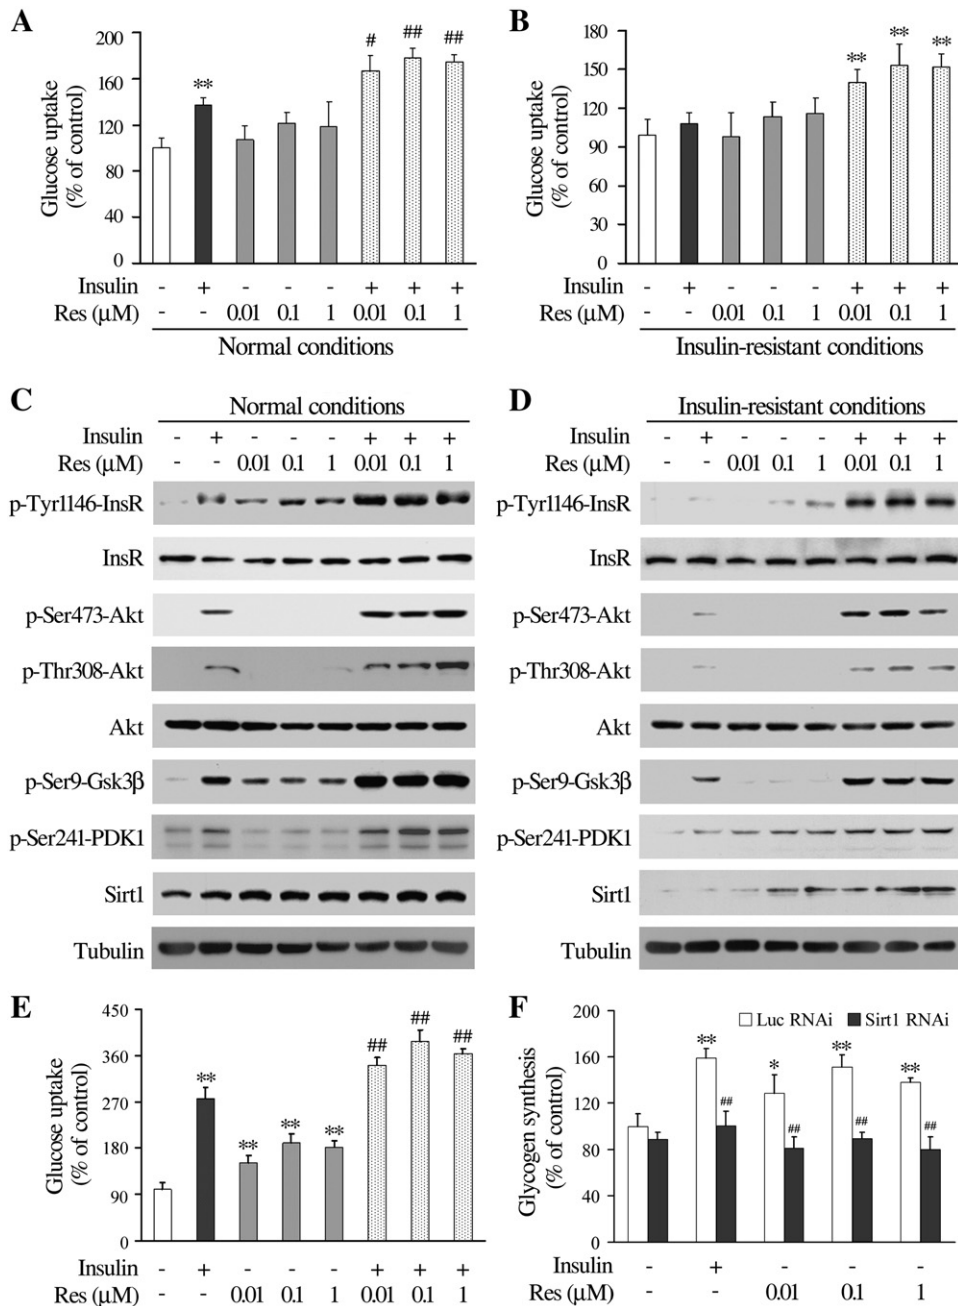 A
Glucose uptake
(% of control)
200
160
120
80
40
0
**
#
##
##
Insulin - + - - - + + +
Res (μM) - - 0.01 0.1 1 0.01 0.1 1
Normal conditions
B
Glucose uptake
(% of control)
180
150
120
90
60
30
0
**
**
**
Insulin - + - - - + + +
Res (μM) - - 0.01 0.1 1 0.01 0.1 1
Insulin-resistant conditions
C
Normal conditions
Insulin - + - - - + + +
Res (μM) - - 0.01 0.1 1 0.01 0.1 1
p-Tyr1146-InsR
InsR
p-Ser473-Akt
p-Thr308-Akt
Akt
p-Ser9-Gsk3β
p-Ser241-PDK1
Sirt1
Tubulin
D
Insulin-resistant conditions
Insulin - + - - - + + +
Res (μM) - - 0.01 0.1 1 0.01 0.1 1
p-Tyr1146-InsR
InsR
p-Ser473-Akt
p-Thr308-Akt
Akt
p-Ser9-Gsk3β
p-Ser241-PDK1
Sirt1
Tubulin
E
Glucose uptake
(% of control)
450
360
270
180
90
0
**
**
**
**
##
##
##
Insulin - + - - - + + +
Res (μM) - - 0.01 0.1 1 0.01 0.1 1
F
Glycogen synthesis
(% of control)
200
160
120
80
40
0
Luc RNAi Sirt1 RNAi
**
##
*
##
**
##
**
##
Insulin - + - - -
Res (μM) - - 0.01 0.1 1